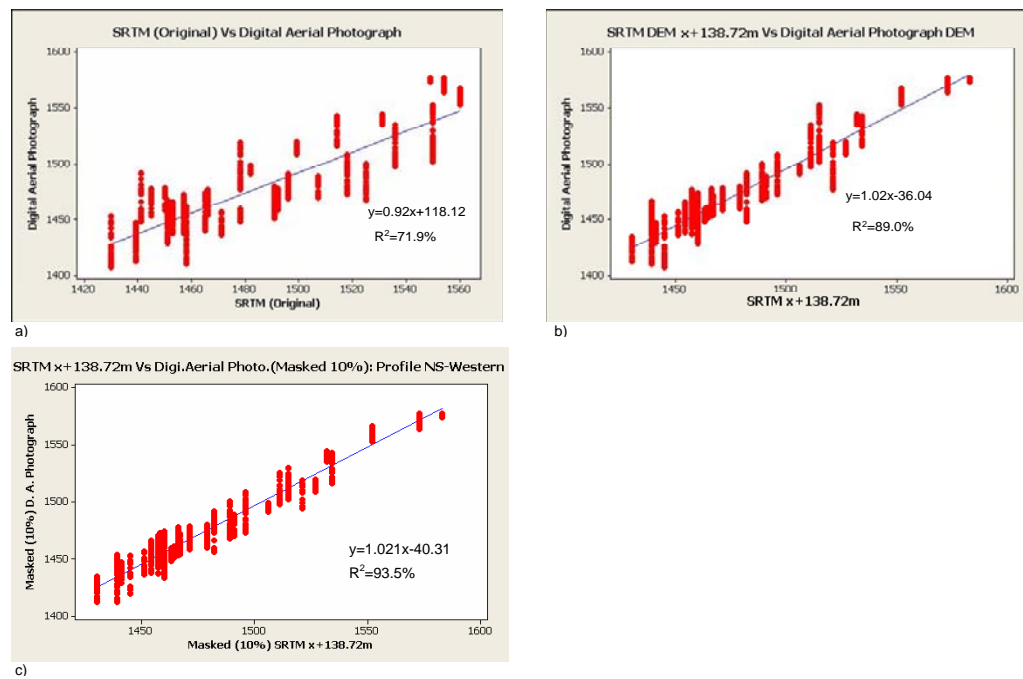 SRTM (Original) Vs Digital Aerial Photograph
1600
1550
1500
1450
1400
Digital Aerial Photograph
y=0.92x+118.12
R²=71.9%
1420 1440 1460 1480 1500 1520 1540 1560
SRTM (Original)
a)
SRTM DEM x+138.72m Vs Digital Aerial Photograph DEM
1600
1550
1500
1450
1400
Digital Aerial Photograph
y=1.02x-36.04
R²=89.0%
1450 1500 1550 1600
SRTM x+138.72m
b)
SRTM x+138.72m Vs Digi.Aerial Photo.(Masked 10%): Profile NS-Western
1600
1550
1500
1450
1400
Masked (10%) D. A. Photograph
y=1.021x-40.31
R²=93.5%
1450 1500 1550 1600
Masked (10%) SRTM x+138.72m
c)